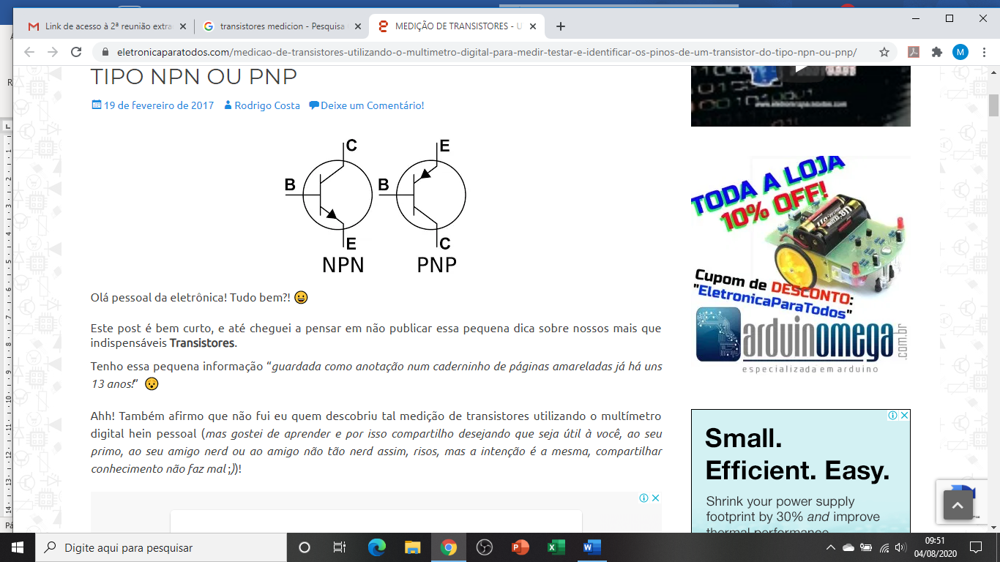 Link de acesso à 2ª reunião extra
transistores medicion - Pesquisa
MEDIÇÃO DE TRANSISTORES - U
eletronicaparatodos.com/medicao-de-transistores-utilizando-o-multimetro-digital-para-medir-testar-e-identificar-os-pinos-de-um-transistor-do-tipo-npn-ou-pnp/
M
TIPO NPN OU PNP
19 de fevereiro de 2017 Rodrigo Costa Deixe um Comentário!
C E
B B
E C
NPN PNP
Olá pessoal da eletrônica! Tudo bem?!
Este post é bem curto, e até cheguei a pensar em não publicar essa pequena dica sobre nossos mais que
indispensáveis Transistores.
Tenho essa pequena informação “guardada como anotação num caderninho de páginas amareladas já há uns
13 anos!”
Ahh! Também afirmo que não fui eu quem descobriu tal medição de transistores utilizando o multímetro
digital hein pessoal (mas gostei de aprender e por isso compartilho desejando que seja útil à você, ao seu
primo, ao seu amigo nerd ou ao amigo não tão nerd assim, risos, mas a intenção é a mesma, compartilhar
conhecimento não faz mal ;))!
TODA A LOJA
10% OFF!
Cupom de DESCONTO:
"EletronicaParaTodos"
arduinomega
.com.br
especializada em arduino
Small.
Efficient. Easy.
Shrink your power supply
footprint by 30% and improve
thermal performance
Digite aqui para pesquisar
09:51
04/08/2020